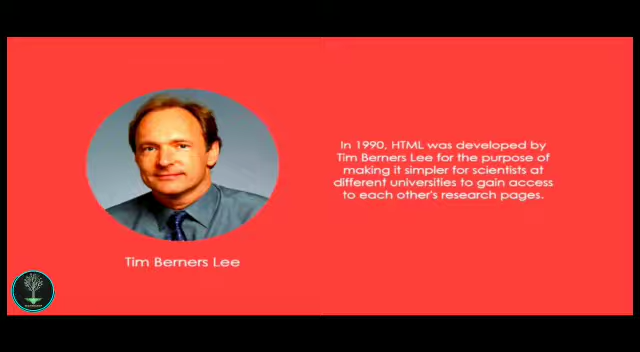 In 1990, HTML was developed by
Tim Berners Lee for the purpose of
making it simpler for scientists at
different universities to gain access
to each other's research pages.
Tim Berners Lee